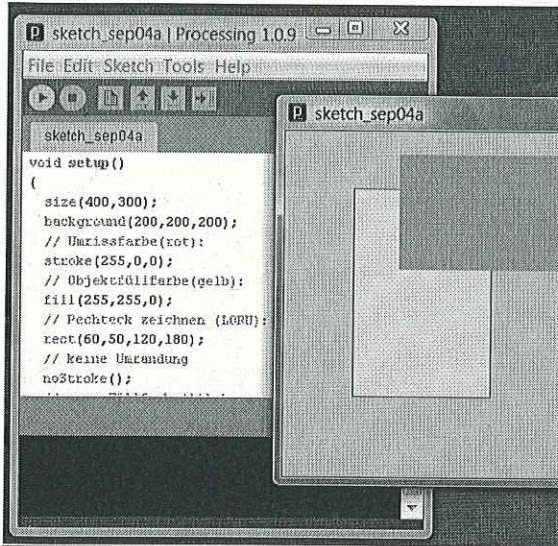 sketch_sep04a | Processing 1.0.9
File Edit Sketch Tools Help
sketch_sep04a
void setup()
{
size(400,300);
background(200,200,200);
// Umrissfarbe(rot):
stroke(255,0,0);
// Objektfüllfarbe(gelb):
fill(255,255,0);
// Rechteck zeichnen (LORU):
rect(60,50,120,180);
// keine Umrandung
noStroke();
sketch_sep04a